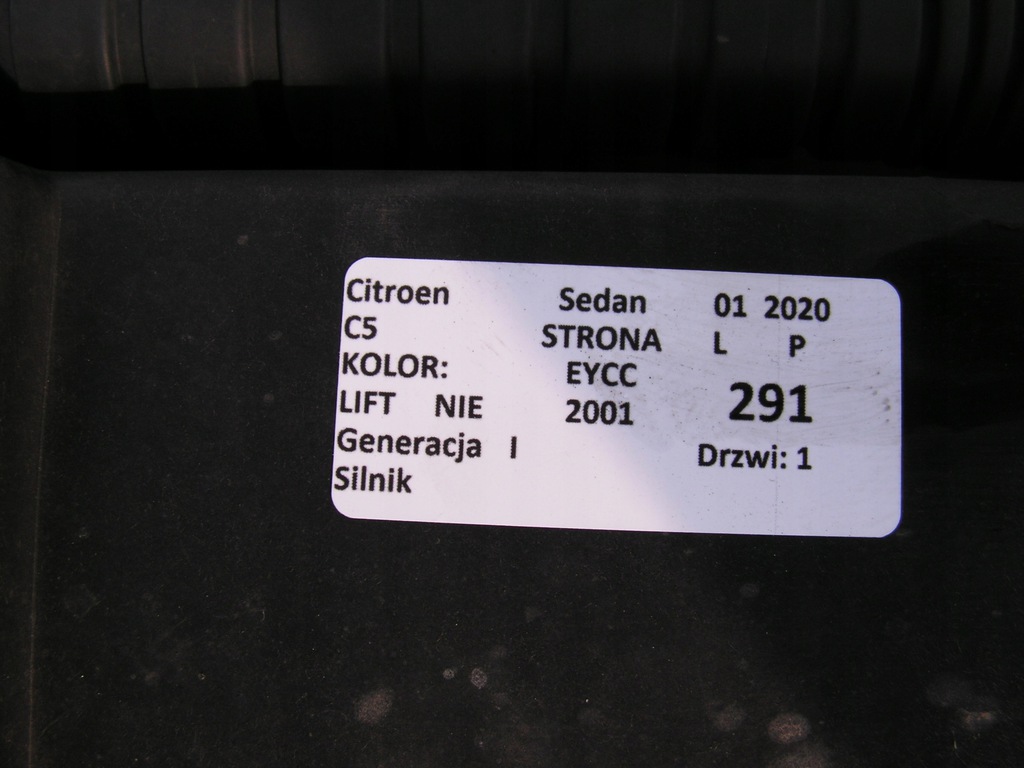 Citroen Sedan 01 2020
C5 STRONA L P
KOLOR: EYCC
LIFT NIE 2001 291
Generacja I Drzwi: 1
Silnik